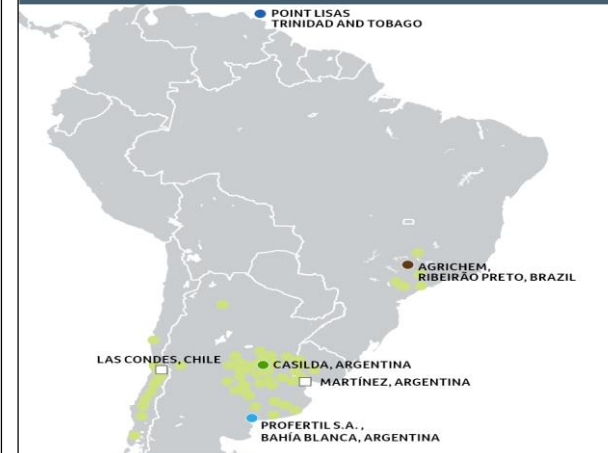 POINT LISAS
TRINIDAD AND TOBAGO
AGRICHEM,
RIBEIRÃO PRETO, BRAZIL
LAS CONDES, CHILE
CASILDA, ARGENTINA
MARTÍNEZ, ARGENTINA
PROFERTIL S.A.,
BAHÍA BLANCA, ARGENTINA